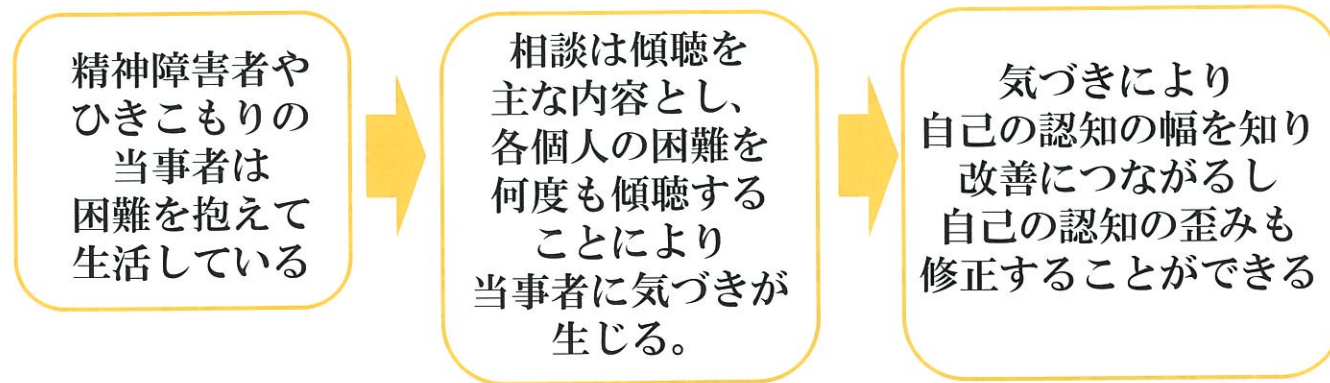 精神障害者や
ひきこもりの
当事者は
困難を抱えて
生活している
相談は傾聴を
主な内容とし、
各個人の困難を
何度も傾聴する
ことにより
当事者に気づきが
生じる。
気づきにより
自己の認知の幅を知り
改善につながるし
自己の認知の歪みも
修正することができる